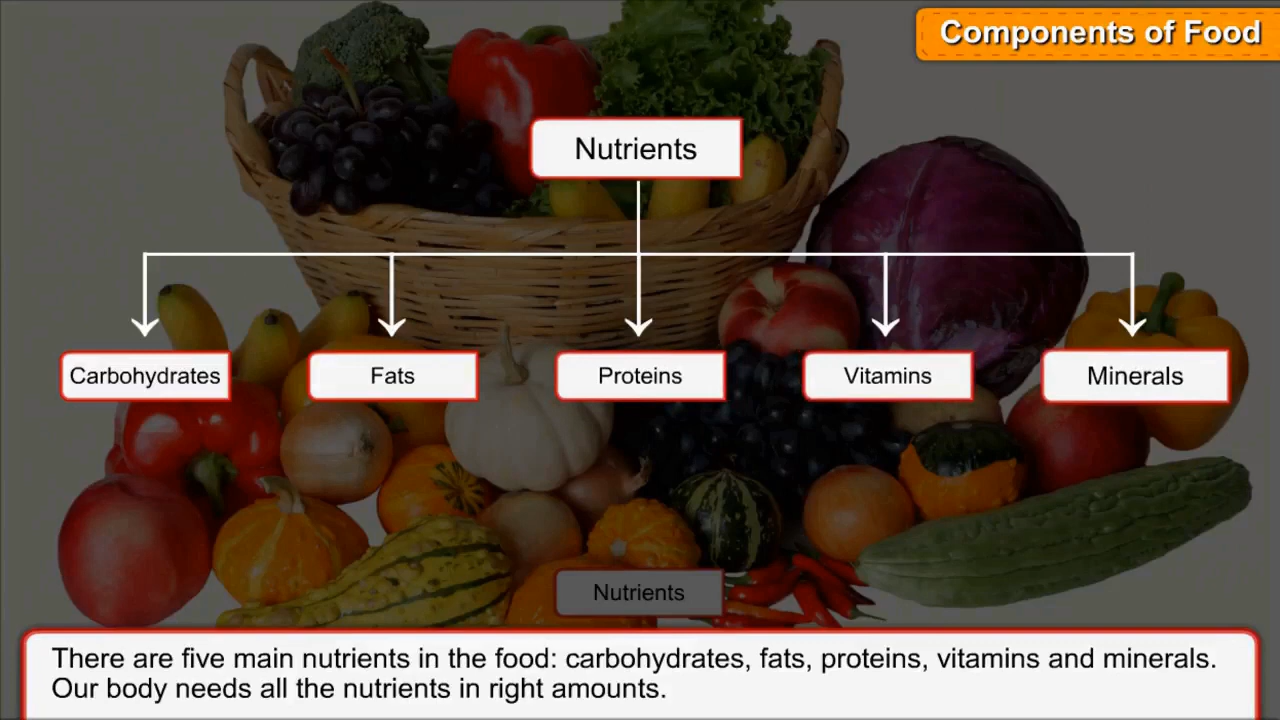 Components of Food
Nutrients
Carbohydrates
Fats
Proteins
Vitamins
Minerals
Nutrients
There are five main nutrients in the food: carbohydrates, fats, proteins, vitamins and minerals.
Our body needs all the nutrients in right amounts.